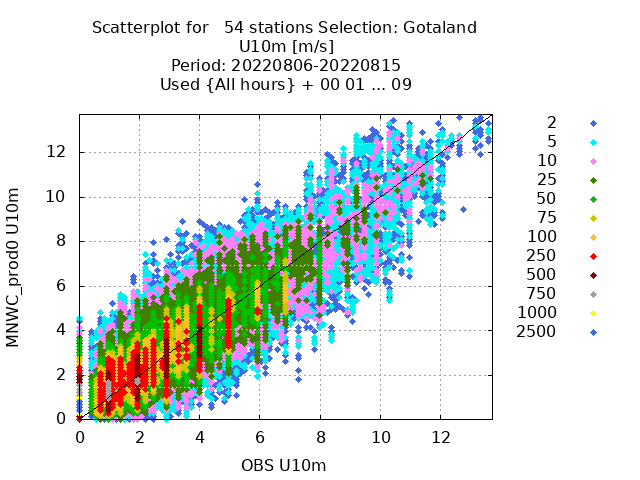 Scatterplot for   54 stations Selection: Gotaland
U10m [m/s]
Period: 20220806-20220815
Used {All hours} + 00 01 ... 09
MNWC_prod0 U10m
12
10
8
6
4
2
0
0 2 4 6 8 10 12
OBS U10m
2
5
10
25
50
75
100
250
500
750
1000
2500